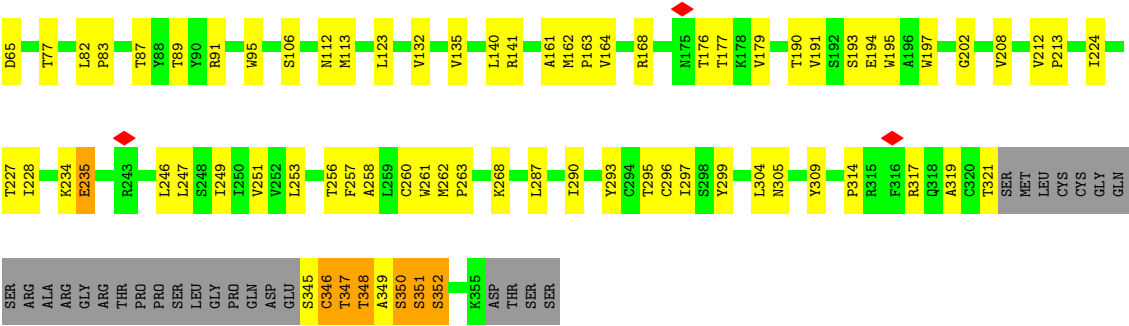 D65 T77 L82 P83 T87 Y88 T89 Y90 R91 W95 S106 N112 M113 L123 V132 V135 L140 R141 A161 M162 P163 V164 R168 N175 T176 T177 K178 V179 T190 V191 S192 S193 E194 W195 A196 W197 G202 V208 V212 P213 I224
T227 I228 K234 E235 R243 L246 L247 S248 I249 I250 V251 V252 L253 T256 F257 A258 L259 C260 W261 M262 P263 K268 L287 I290 Y293 C294 T295 C296 I297 S298 Y299 L304 N305 Y309 P314 R315 F316 R317 Q318 A319 C320 T321 SER MET LEU CYS CYS GLY GLN
SER ARG ALA ARG GLY ARG THR PRO PRO SER LEU GLY PRO GLN ASP GLU S345 C346 T347 T348 A349 S350 S351 S352 K355 ASP THR SER SER